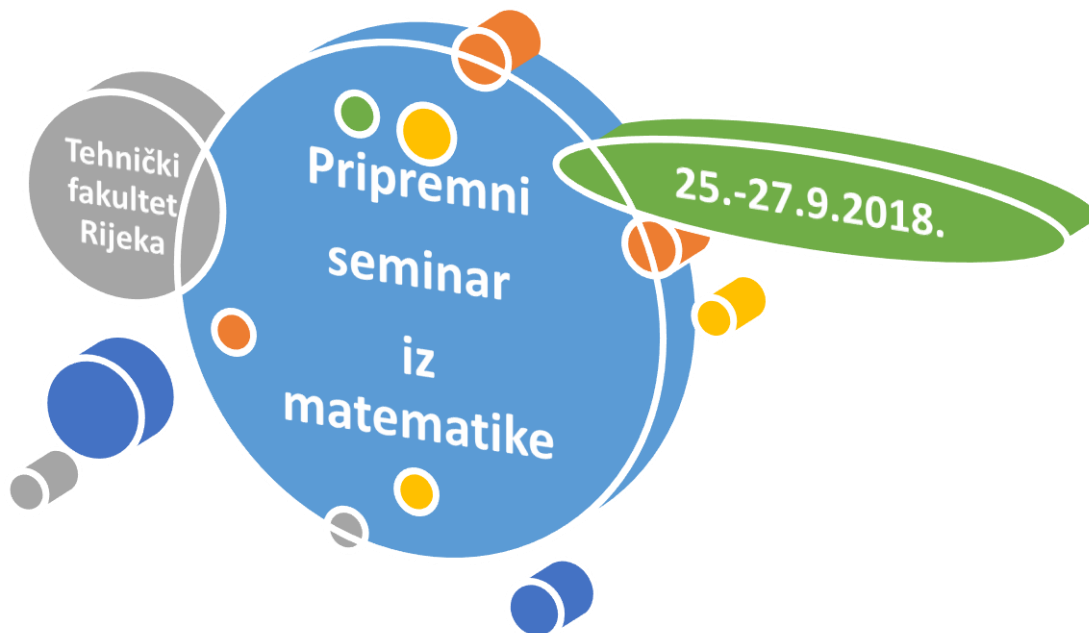 Tehnički
fakultet
Rijeka
Pripremni
seminar
iz
matematike
25.-27.9.2018.